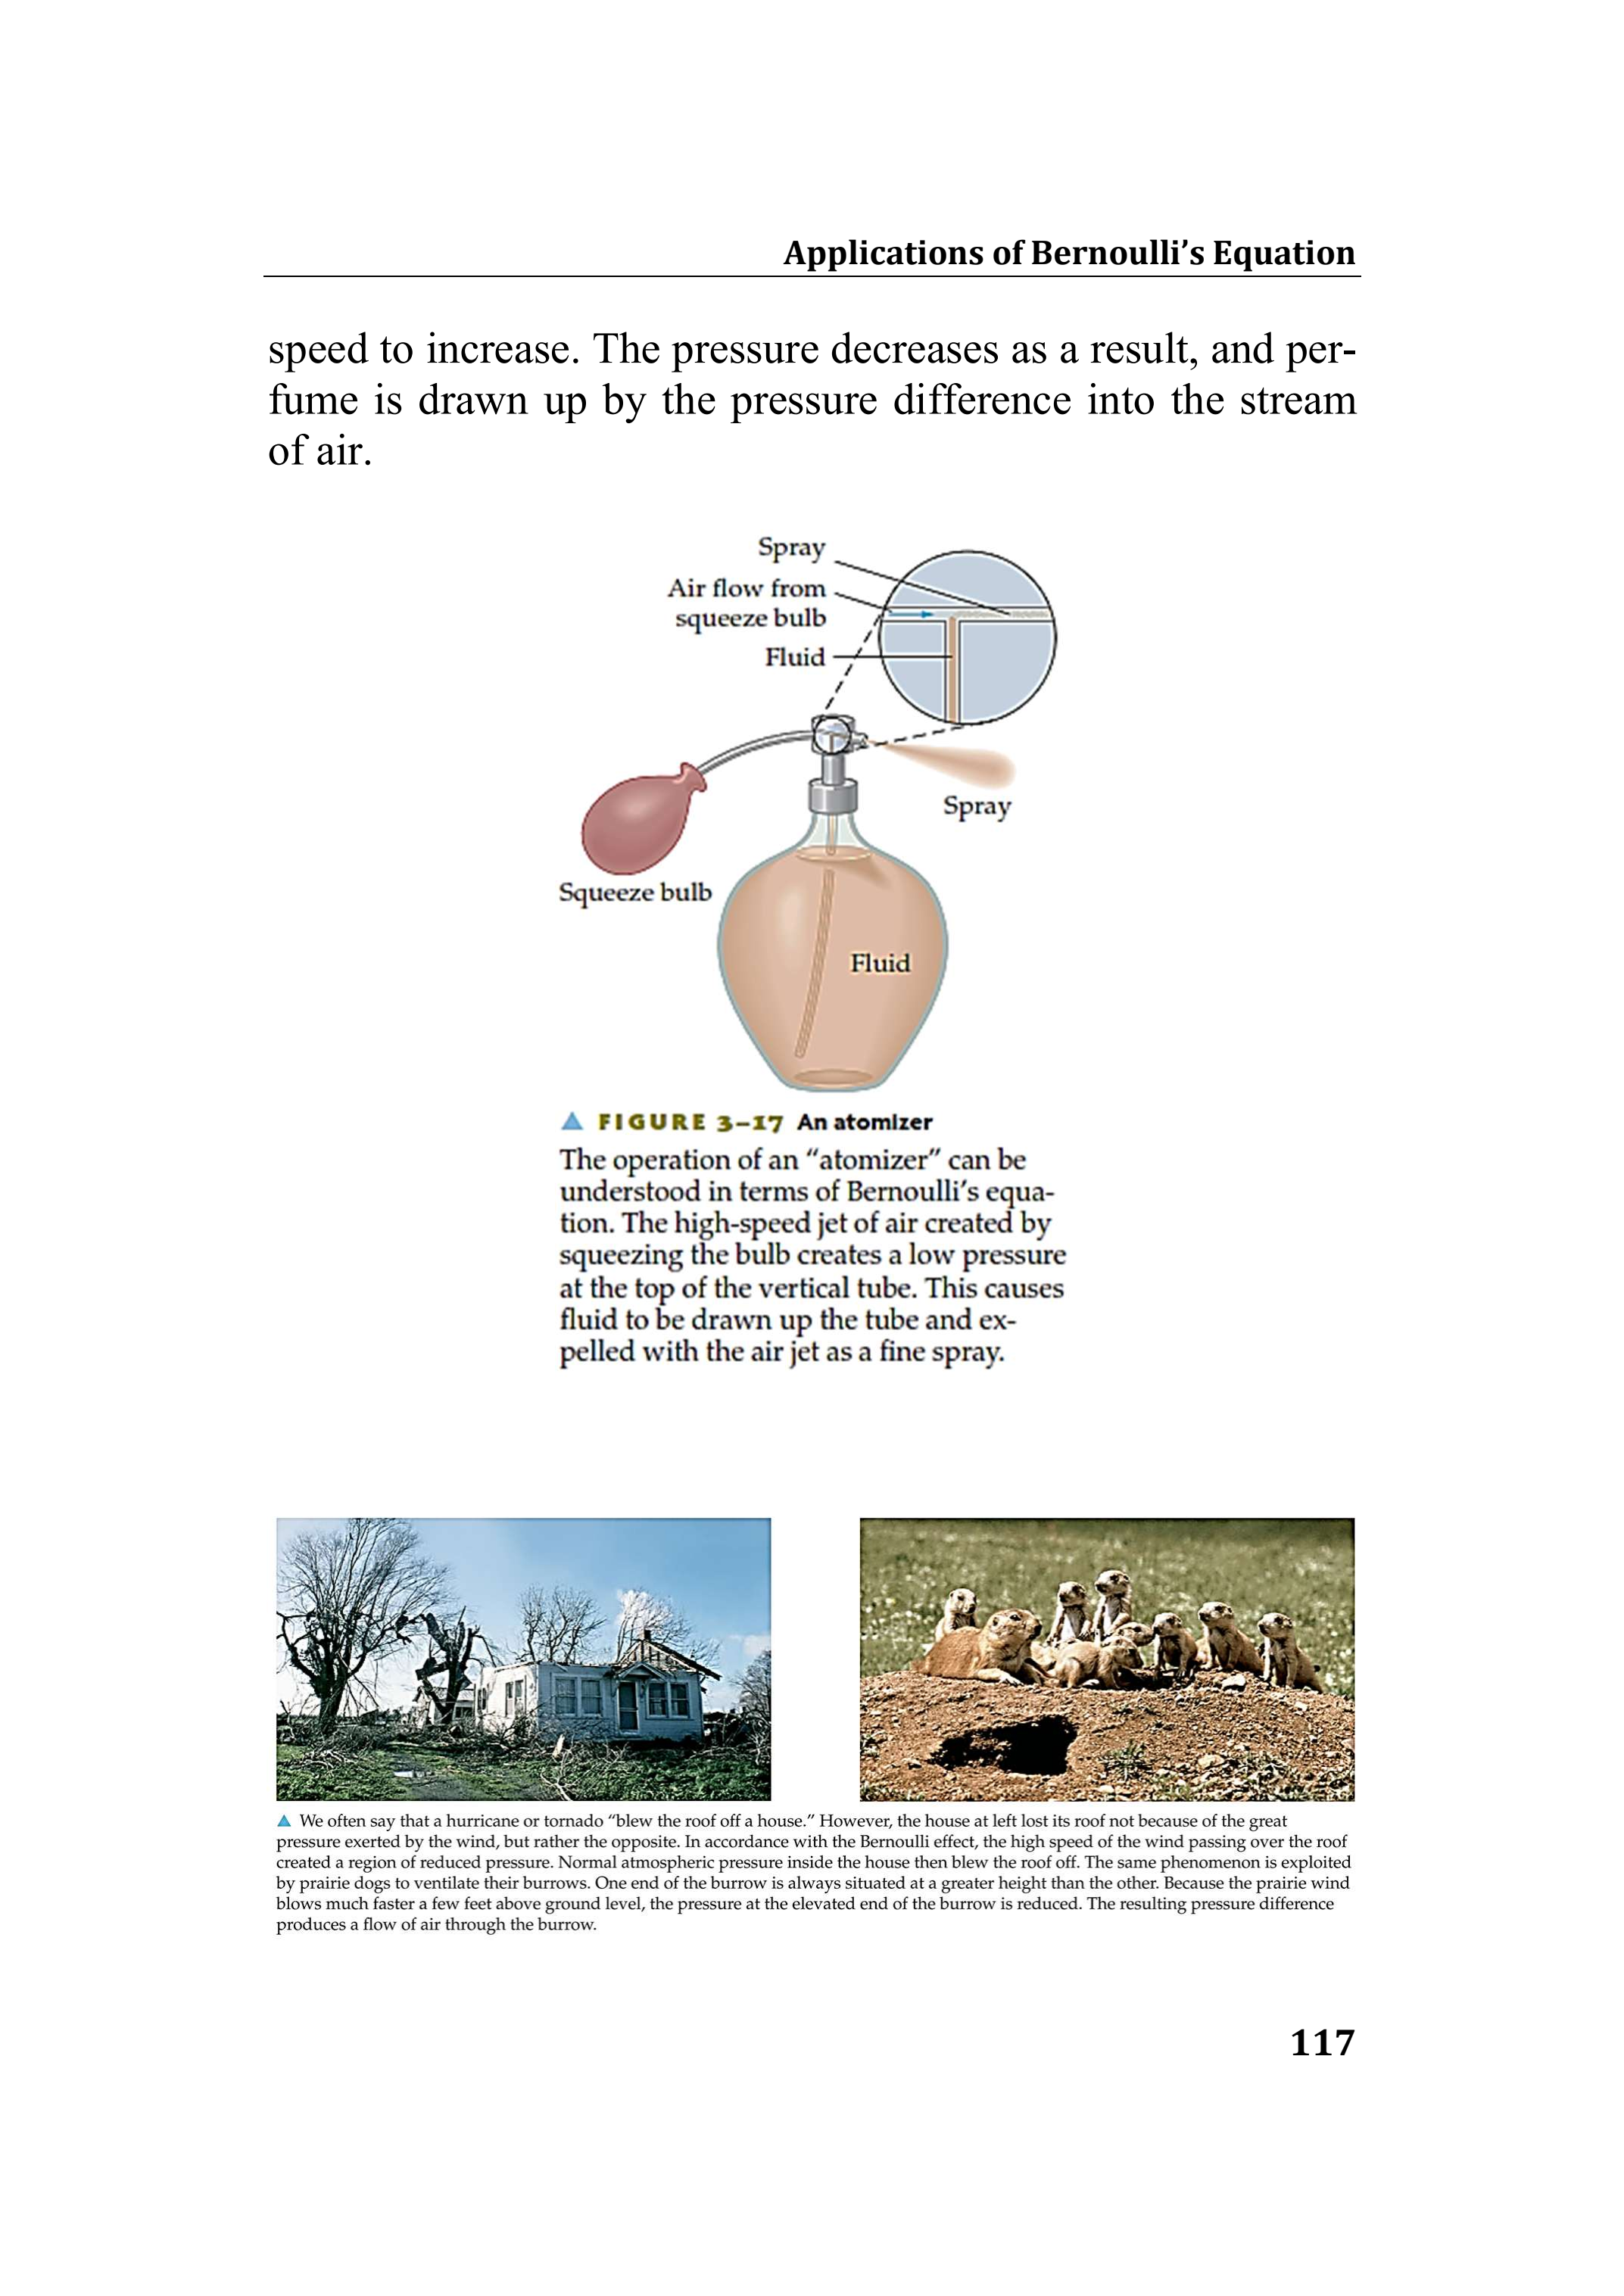 Applications of Bernoulli's Equation
speed to increase. The pressure decreases as a result, and per-
fume is drawn up by the pressure difference into the stream
of air.
Spray
Air flow from
squeeze bulb
Fluid
Spray
Squeeze bulb
Fluid
▲ FIGURE 3–17 An atomizer
The operation of an “atomizer” can be
understood in terms of Bernoulli’s equa-
tion. The high-speed jet of air created by
squeezing the bulb creates a low pressure
at the top of the vertical tube. This causes
fluid to be drawn up the tube and ex-
pelled with the air jet as a fine spray.
▲ We often say that a hurricane or tornado “blew the roof off a house.” However, the house at left lost its roof not because of the great
pressure exerted by the wind, but rather the opposite. In accordance with the Bernoulli effect, the high speed of the wind passing over the roof
created a region of reduced pressure. Normal atmospheric pressure inside the house then blew the roof off. The same phenomenon is exploited
by prairie dogs to ventilate their burrows. One end of the burrow is always situated at a greater height than the other. Because the prairie wind
blows much faster a few feet above ground level, the pressure at the elevated end of the burrow is reduced. The resulting pressure difference
produces a flow of air through the burrow.
117